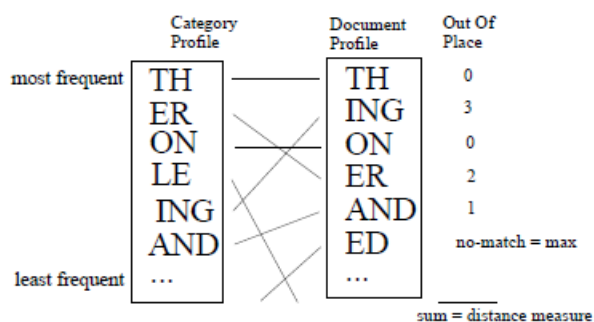 Category
Profile
Document
Profile
Out Of
Place
most frequent
TH
ER
ON
LE
ING
AND
...
least frequent
TH
ING
ON
ER
AND
ED
...
0
3
0
2
1
no-match = max
sum = distance measure